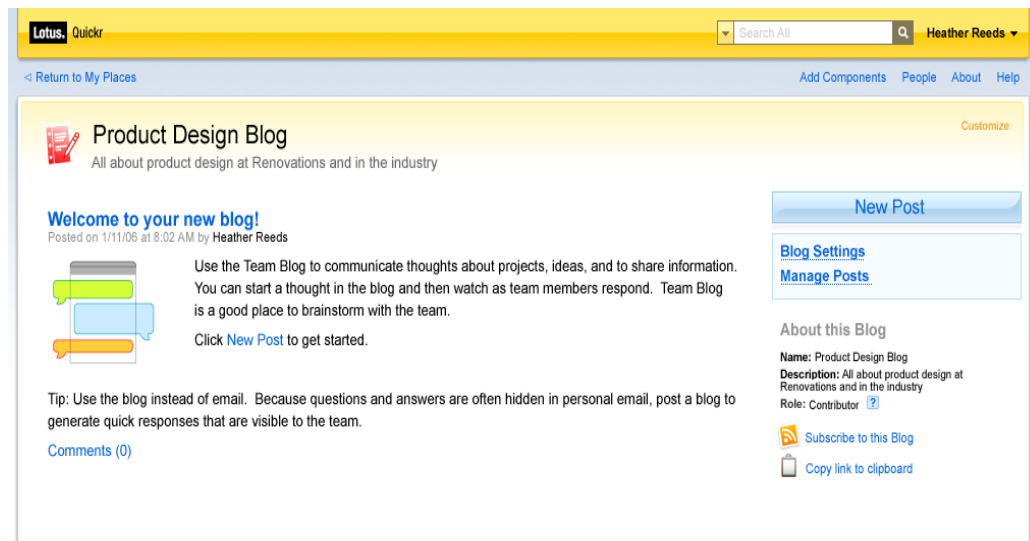 Lotus. Quickr
Search All
Heather Reeds
Return to My Places
Add Components People About Help
Product Design Blog
Customize
All about product design at Renovations and in the industry
Welcome to your new blog!
Posted on 1/11/06 at 8:02 AM by Heather Reeds
Use the Team Blog to communicate thoughts about projects, ideas, and to share information.
You can start a thought in the blog and then watch as team members respond. Team Blog
is a good place to brainstorm with the team.
Click New Post to get started.
Tip: Use the blog instead of email. Because questions and answers are often hidden in personal email, post a blog to
generate quick responses that are visible to the team.
Comments (0)
New Post
Blog Settings
Manage Posts
About this Blog
Name: Product Design Blog
Description: All about product design at
Renovations and in the industry
Role: Contributor ?
Subscribe to this Blog
Copy link to clipboard